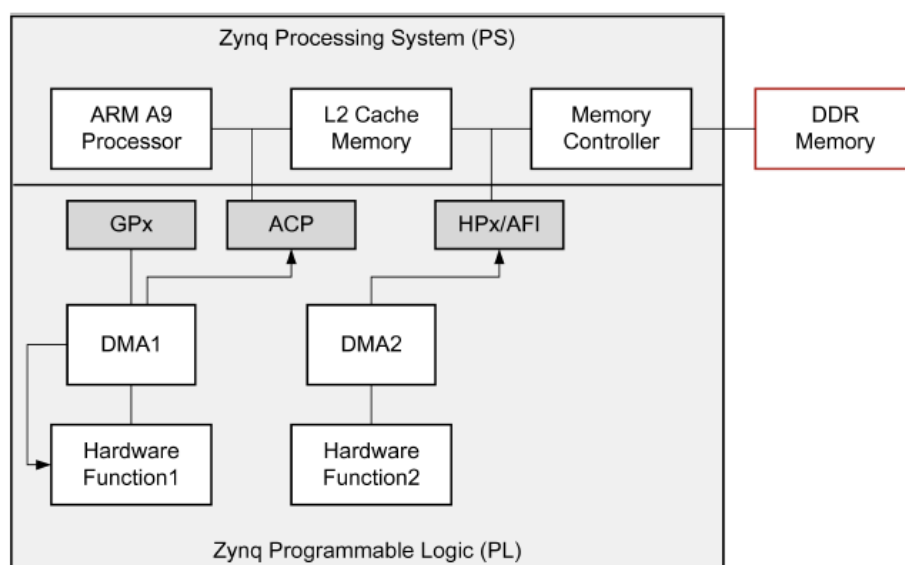 Zynq Processing System (PS)
ARM A9
Processor
L2 Cache
Memory
Memory
Controller
DDR
Memory
GPx
ACP
HPx/AFI
DMA1
DMA2
Hardware
Function1
Hardware
Function2
Zynq Programmable Logic (PL)